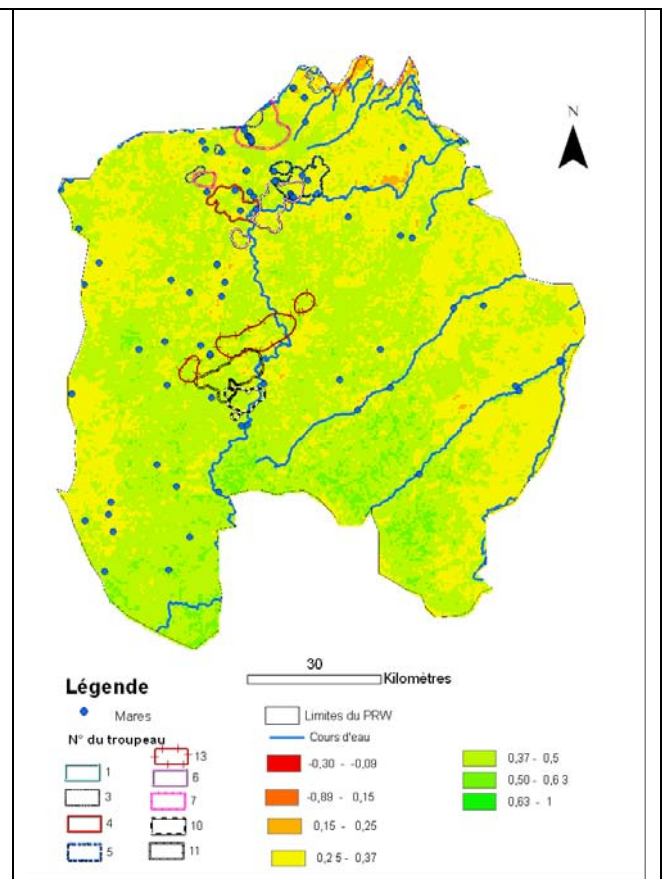 N
30
Kilomètres
Légende
Mares
N° du troupeau
1
3
4
5
13
6
7
10
11
Limites du PRW
Cours d'eau
-0,30 - -0,09
-0,89 - 0,15
0,15 - 0,25
0,2 5 - 0,37
0,37 - 0,5
0,50 - 0,6 3
0,63 - 1